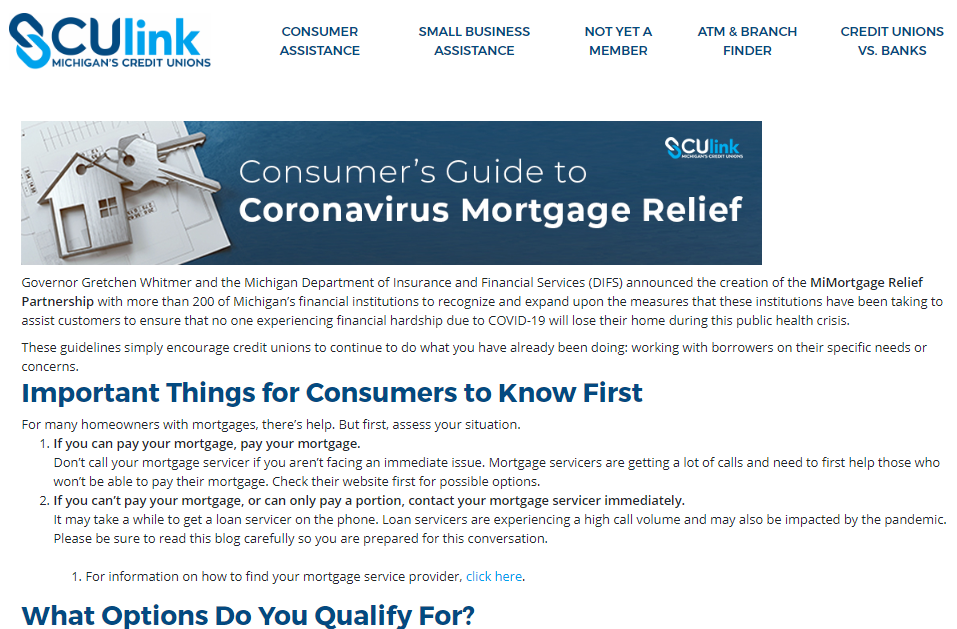 CUlink
MICHIGAN'S CREDIT UNIONS
CONSUMER
ASSISTANCE
SMALL BUSINESS
ASSISTANCE
NOT YET A
MEMBER
ATM & BRANCH
FINDER
CREDIT UNIONS
VS. BANKS
CUlink
MICHIGAN'S CREDIT UNIONS
Consumer's Guide to
Coronavirus Mortgage Relief
Governor Gretchen Whitmer and the Michigan Department of Insurance and Financial Services (DIFS) announced the creation of the MiMortgage Relief
Partnership with more than 200 of Michigan's financial institutions to recognize and expand upon the measures that these institutions have been taking to
assist customers to ensure that no one experiencing financial hardship due to COVID-19 will lose their home during this public health crisis.
These guidelines simply encourage credit unions to continue to do what you have already been doing: working with borrowers on their specific needs or
concerns.
Important Things for Consumers to Know First
For many homeowners with mortgages, there's help. But first, assess your situation.
1. If you can pay your mortgage, pay your mortgage.
Don't call your mortgage servicer if you aren't facing an immediate issue. Mortgage servicers are getting a lot of calls and need to first help those who
won't be able to pay their mortgage. Check their website first for possible options.
2. If you can't pay your mortgage, or can only pay a portion, contact your mortgage servicer immediately.
It may take a while to get a loan servicer on the phone. Loan servicers are experiencing a high call volume and may also be impacted by the pandemic.
Please be sure to read this blog carefully so you are prepared for this conversation.
1. For information on how to find your mortgage service provider, click here.
What Options Do You Qualify For?